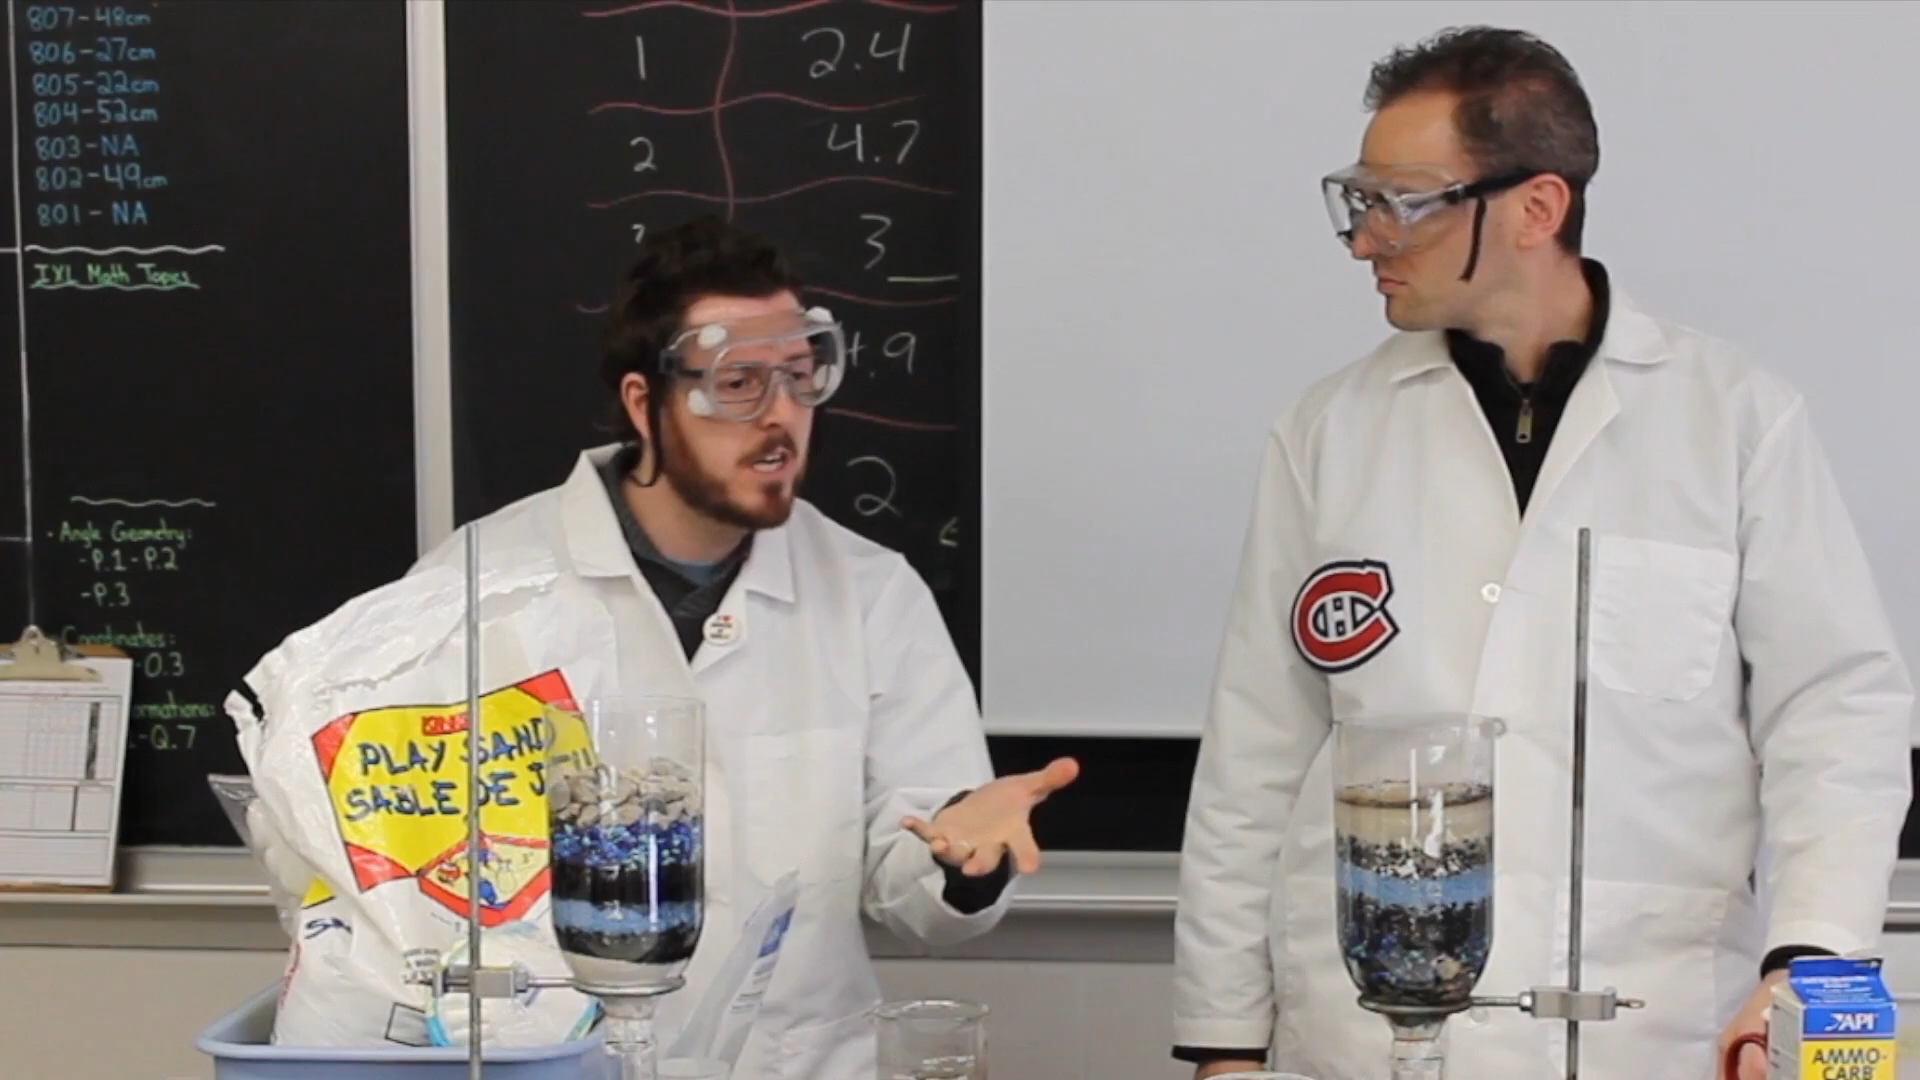 807-48cm
806-27cm
805-22cm
804-52cm
803-NA
802-49cm
801-NA
IXL Math Topics
• Angle Geometry:
-P.1-P.2
-P.3
Coordinates:
-O.3
-Q.7
1 2.4
2 4.7
3
2
PLAY SAND
SABLE DE
API
AMMO-
CARB